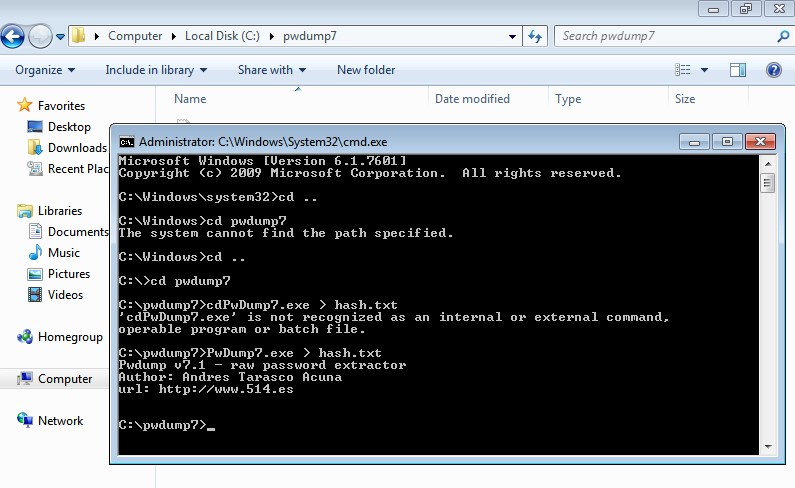 Computer Local Disk (C:) pwdump7
Search pwdump7
Organize Include in library Share with New folder
Name Date modified Type Size
Favorites
Desktop
Downloads
Recent Plac
Libraries
Documents
Music
Pictures
Videos
Homegroup
Computer
Network
Administrator: C:\Windows\System32\cmd.exe
Microsoft Windows [Version 6.1.7601]
Copyright (c) 2009 Microsoft Corporation.  All rights reserved.
C:\Windows\system32>cd ..
C:\Windows>cd pwdump7
The system cannot find the path specified.
C:\Windows>cd ..
C:\>cd pwdump7
C:\pwdump7>cdPwDump7.exe > hash.txt
'cdPwDump7.exe' is not recognized as an internal or external command,
operable program or batch file.
C:\pwdump7>PwDump7.exe > hash.txt
Pwdump v7.1 - raw password extractor
Author: Andres Tarasco Acuna
url: http://www.514.es
C:\pwdump7>_